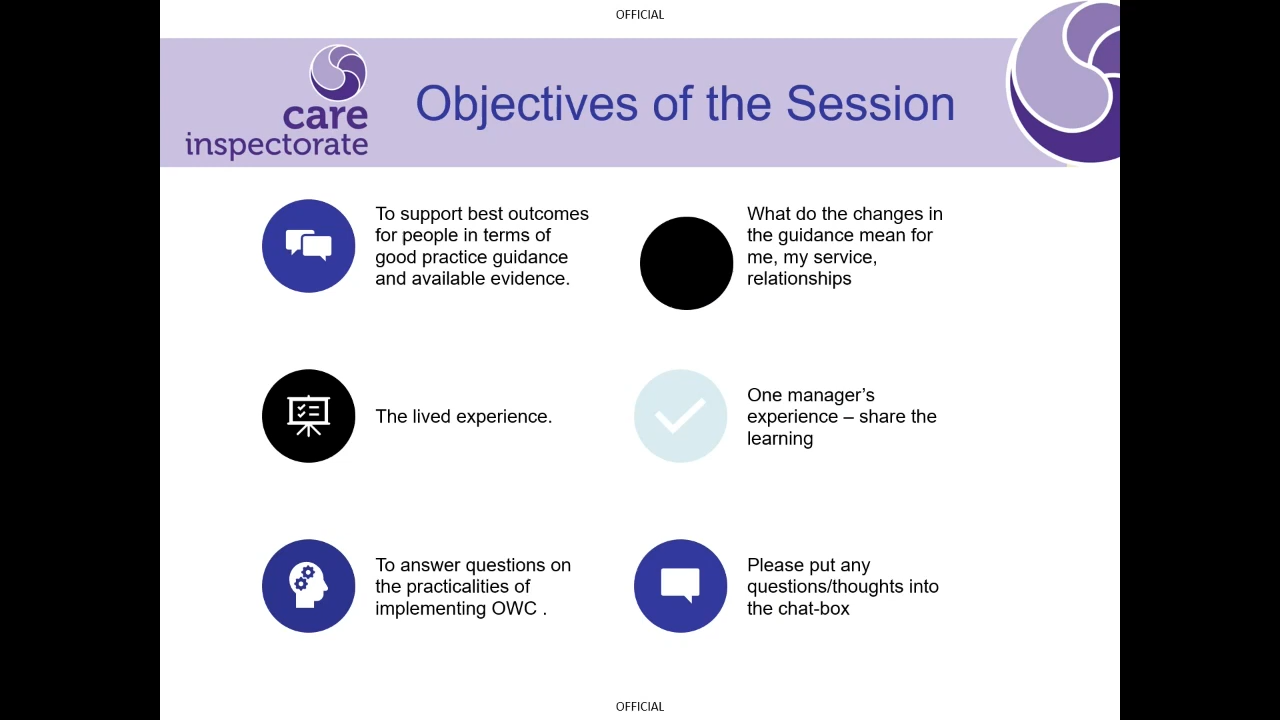 OFFICIAL
care
inspectorate
Objectives of the Session
To support best outcomes
for people in terms of
good practice guidance
and available evidence.
What do the changes in
the guidance mean for
me, my service,
relationships
The lived experience.
One manager’s
experience – share the
learning
To answer questions on
the practicalities of
implementing OWC .
Please put any
questions/thoughts into
the chat-box
OFFICIAL